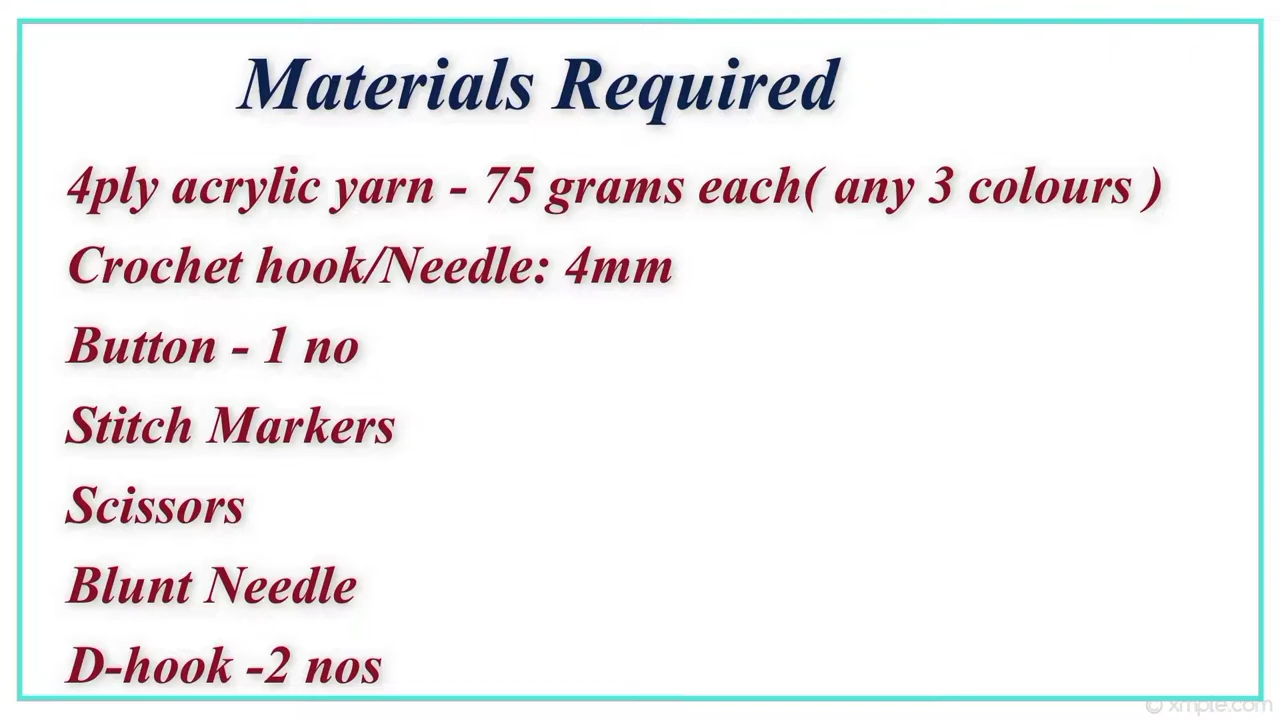 Materials Required
4ply acrylic yarn - 75 grams each( any 3 colours )
Crochet hook/Needle: 4mm
Button - 1 no
Stitch Markers
Scissors
Blunt Needle
D-hook -2 nos
© xmple.com